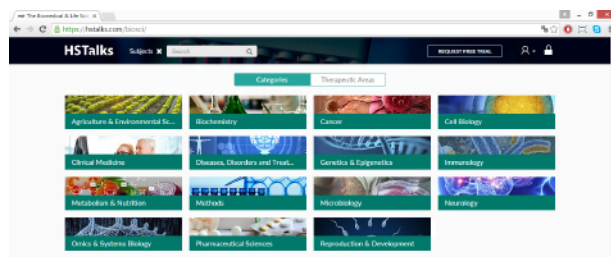 The Biomedical & Life Sci
https://hstalks.com/biosci/
HSTalks Subjects Search REQUEST FREE TRIAL
Categories Therapeutic Areas
Agriculture & Environmental Sc... Biochemistry Cancer Cell Biology
Clinical Medicine Diseases, Disorders and Treat... Genetics & Epigenetics Immunology
Metabolism & Nutrition Methods Microbiology Neurology
Omics & Systems Biology Pharmaceutical Sciences Reproduction & Development